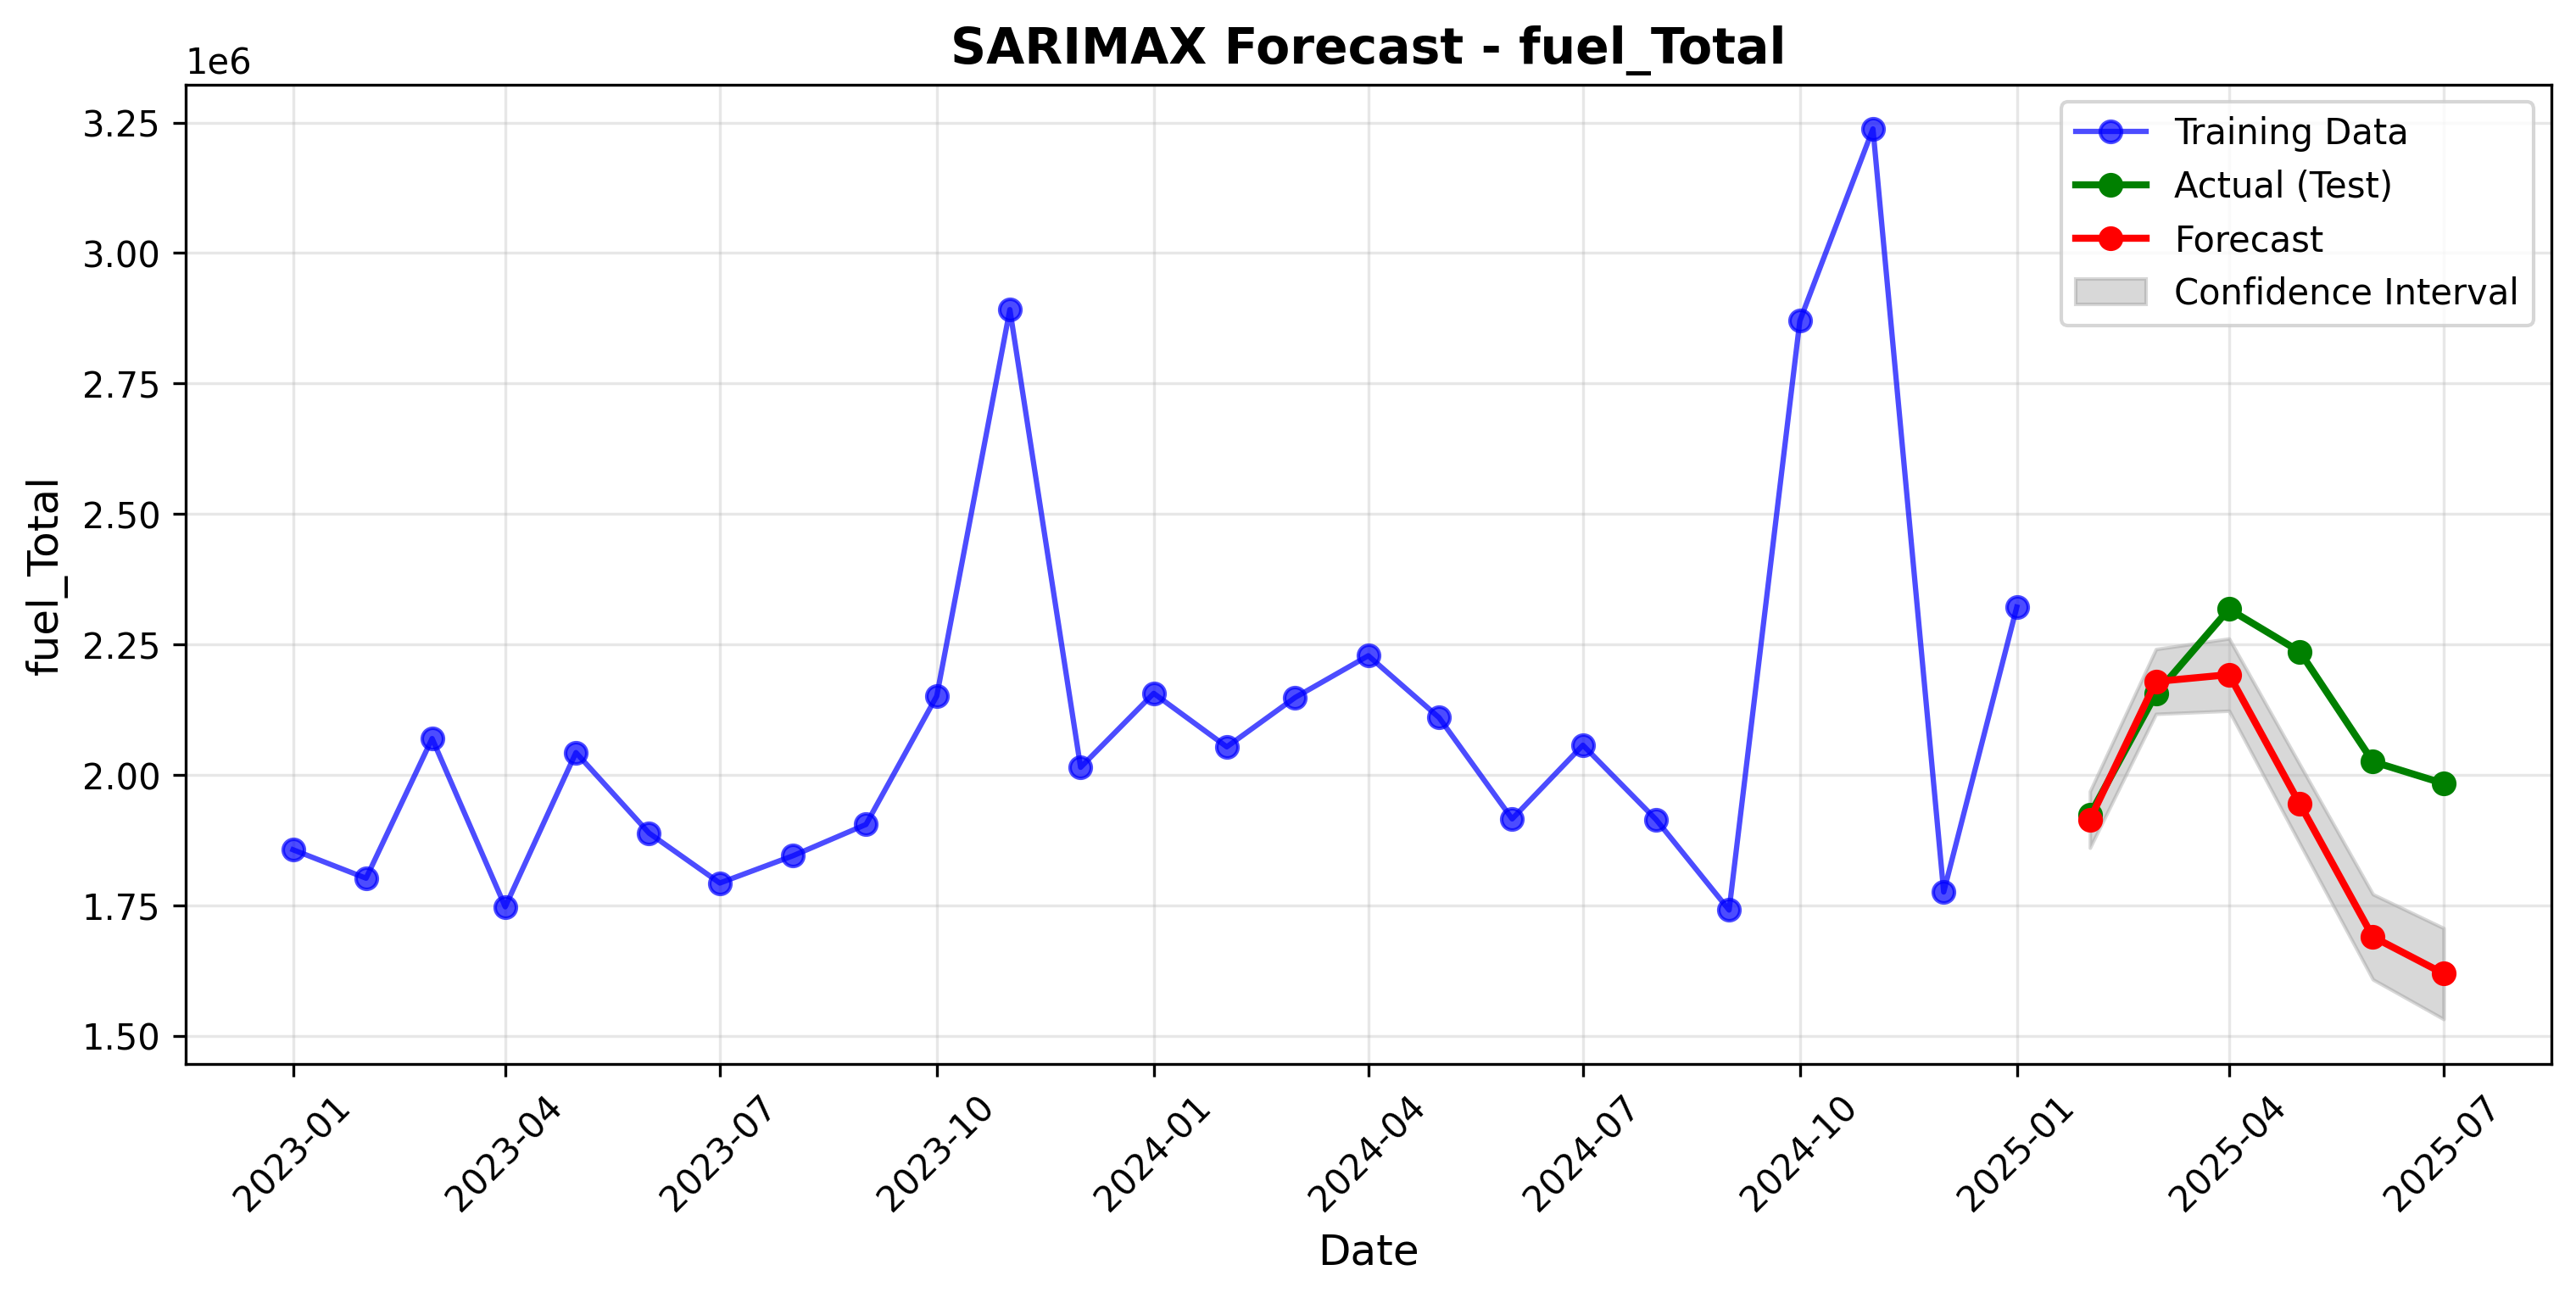 SARIMAX Forecast - fuel_Total
1e6
3.25
3.00
2.75
2.50
2.25
2.00
1.75
1.50
fuel_Total
Training Data
Actual (Test)
Forecast
Confidence Interval
2023-01
2023-04
2023-07
2023-10
2024-01
2024-04
2024-07
2024-10
2025-01
2025-04
2025-07
Date